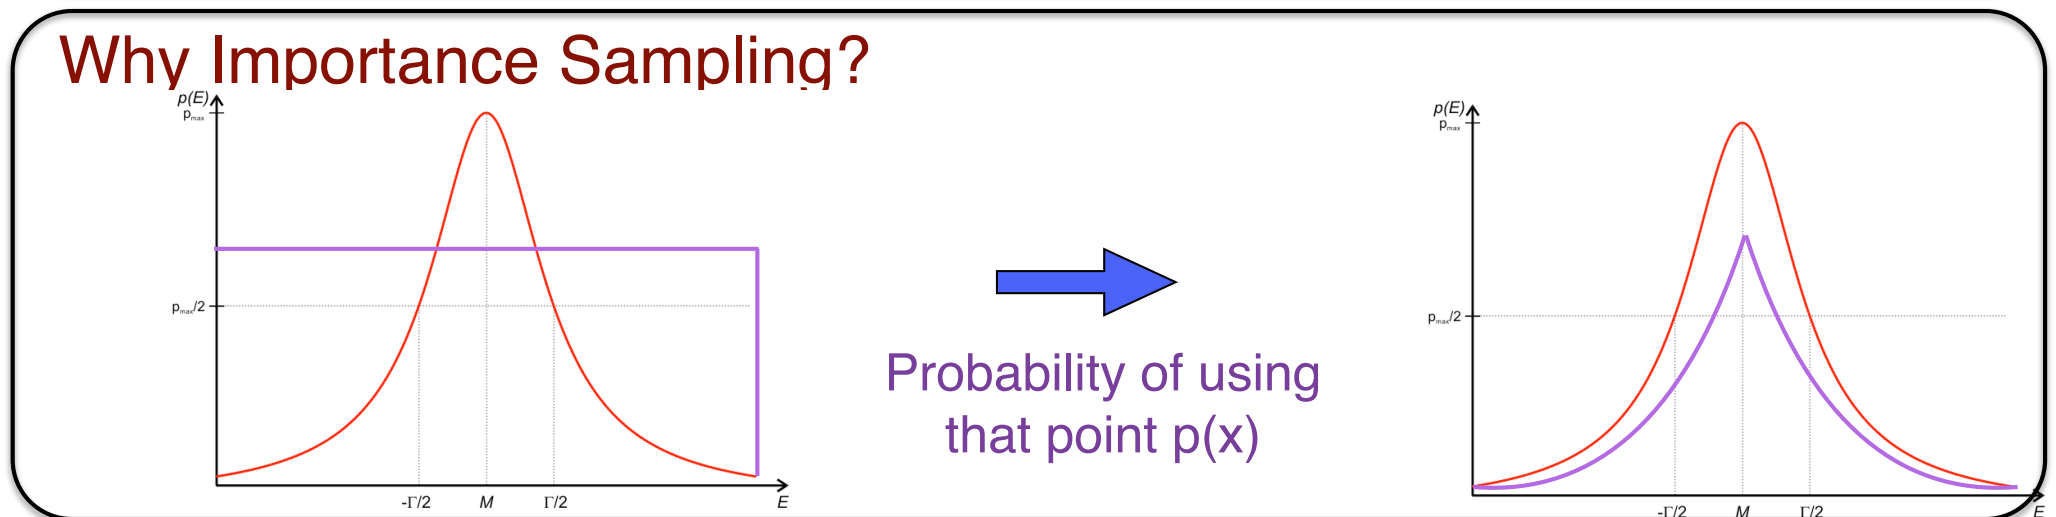 Why Importance Sampling?
p(E)
pmax
pmax/2
-Γ/2 M Γ/2 E
Probability of using
that point p(x)
p(E)
pmax
pmax/2
-Γ/2 M Γ/2 E